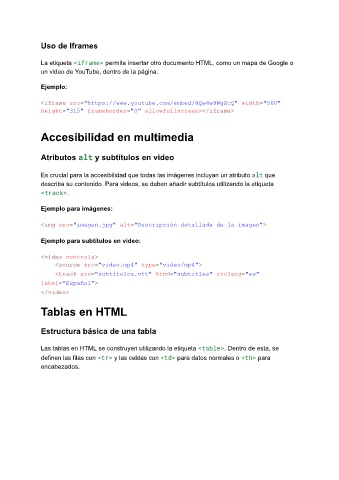 Uso de Iframes
La etiqueta <iframe> permite insertar otro documento HTML, como un mapa de Google o
un video de YouTube, dentro de la página.
Ejemplo:
<iframe src="https://www.youtube.com/embed/dQw4w9WgXcQ" width="560"
height="315" frameborder="0" allowfullscreen></iframe>
Accesibilidad en multimedia
Atributos alt y subtítulos en video
Es crucial para la accesibilidad que todas las imágenes incluyan un atributo alt que
describa su contenido. Para videos, se deben añadir subtítulos utilizando la etiqueta
<track>.
Ejemplo para imágenes:
<img src="imagen.jpg" alt="Descripción detallada de la imagen">
Ejemplo para subtítulos en video:
<video controls>
<source src="video.mp4" type="video/mp4">
<track src="subtitulos.vtt" kind="subtitles" srclang="es"
label="Español">
</video>
Tablas en HTML
Estructura básica de una tabla
Las tablas en HTML se construyen utilizando la etiqueta <table>. Dentro de esta, se
definen las filas con <tr> y las celdas con <td> para datos normales o <th> para
encabezados.